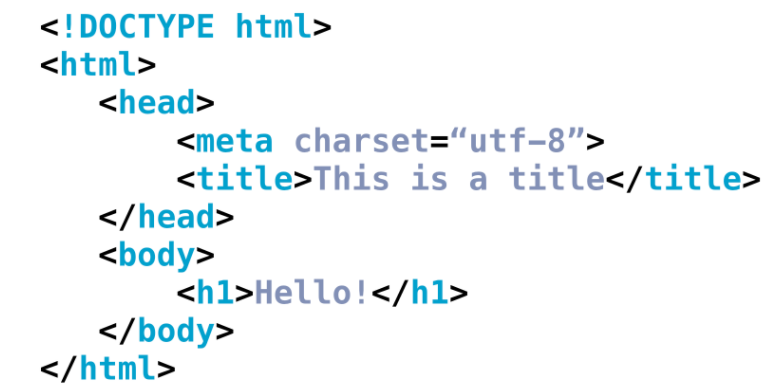 <!DOCTYPE html>
<html>
<head>
<meta charset=“utf-8”>
<title>This is a title</title>
</head>
<body>
<h1>Hello!</h1>
</body>
</html>